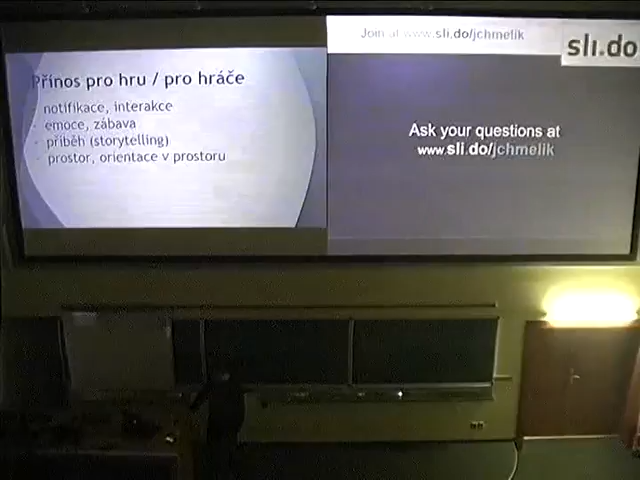 Přínos pro hru / pro hráče
notifikace, interakce
emoce, zábava
příběh (storytelling)
prostor, orientace v prostoru
Join at www.sli.do/jchmelik
sli.do
Ask your questions at
www.sli.do/jchmelik